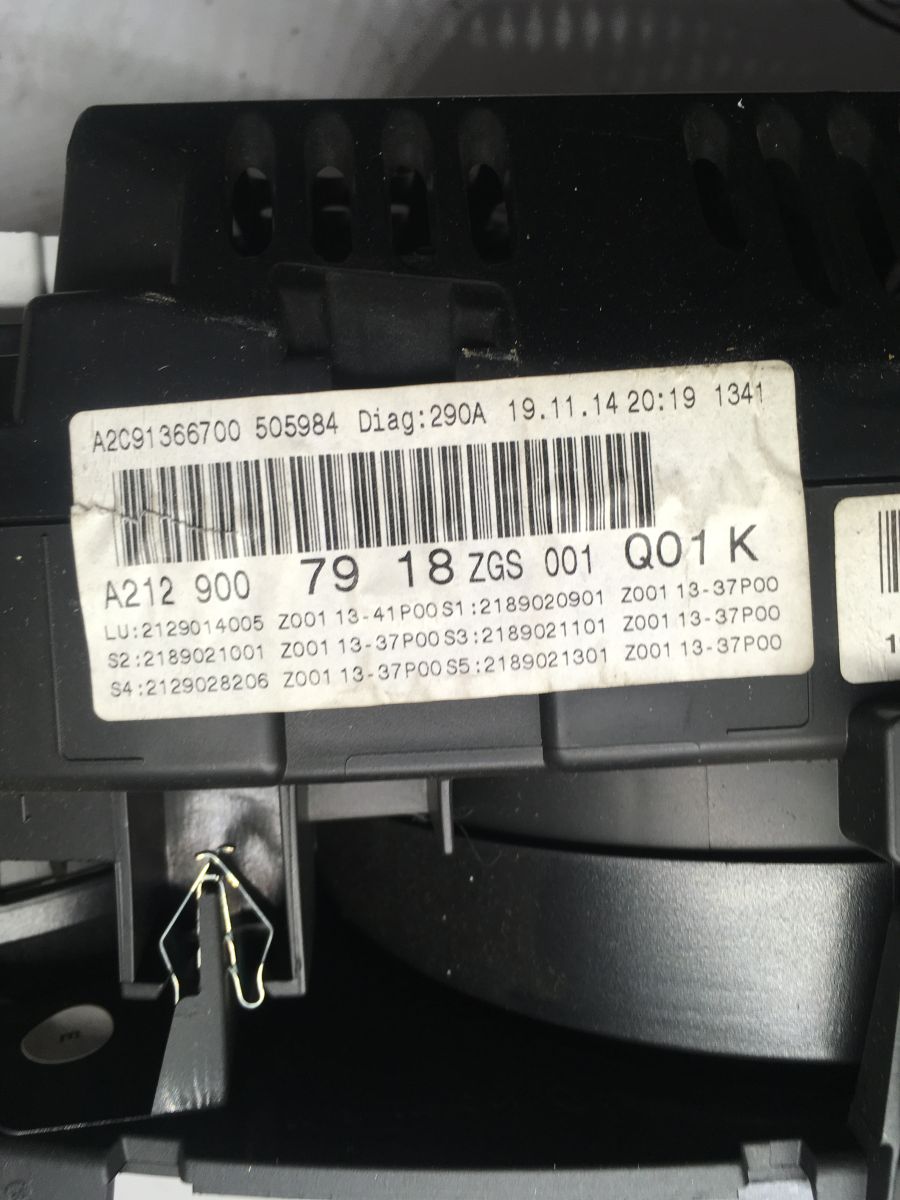 A2C91366700 505984 Diag:290A 19.11.14 20:19 1341
A212 900 79 18 ZGS 001 Q01 K
LU:2129014005 Z001 13-41P00 S1:2189020901 Z001 13-37P00
S2:2189021001 Z001 13-37P00 S3:2189021101 Z001 13-37P00
S4:2129028206 Z001 13-37P00 S5:2189021301 Z001 13-37P00